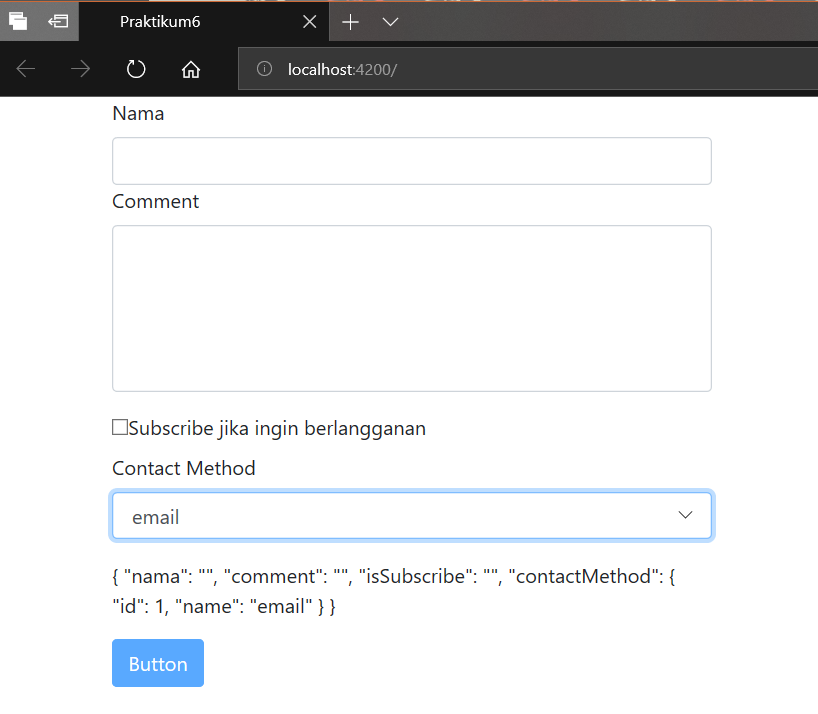 Praktikum6
localhost:4200/
Nama
Comment
Subscribe jika ingin berlangganan
Contact Method
email
{ "nama": "", "comment": "", "isSubscribe": "", "contactMethod": {
"id": 1, "name": "email" } }
Button